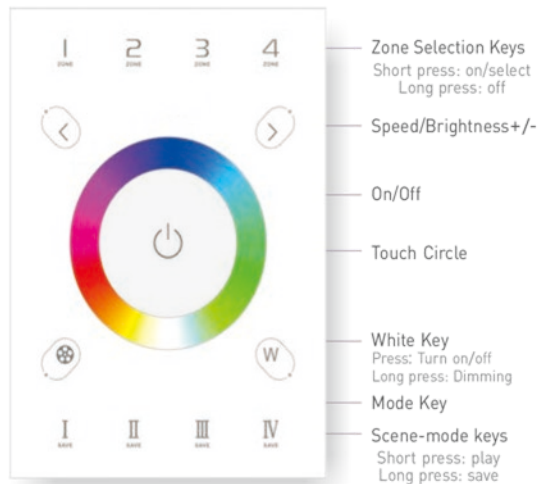 1 2 3 4
ZONE ZONE ZONE ZONE
Zone Selection Keys
Short press: on/select
Long press: off
Speed/Brightness+/-
On/Off
Touch Circle
W
White Key
Press: Turn on/off
Long press: Dimming
Mode Key
I II III IV
SAVE SAVE SAVE SAVE
Scene-mode keys
Short press: play
Long press: save